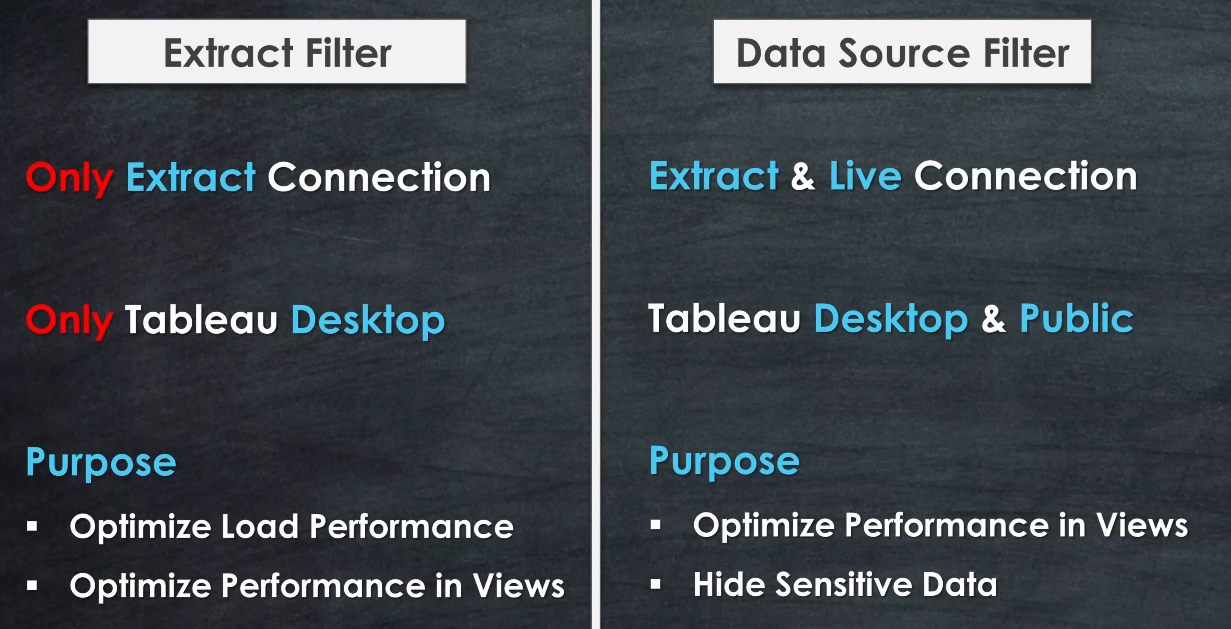 Extract Filter
Only Extract Connection
Only Tableau Desktop
Purpose
▪ Optimize Load Performance
▪ Optimize Performance in Views
Data Source Filter
Extract & Live Connection
Tableau Desktop & Public
Purpose
▪ Optimize Performance in Views
▪ Hide Sensitive Data